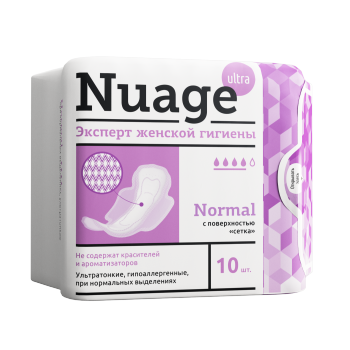 Nuage
ultra
Эксперт женской гигиены
Normal
с поверхностью
«сетка»
Не содержат красителей
и ароматизаторов
Ультратонкие, гипоаллергенные,
при нормальных выделениях
10 шт.